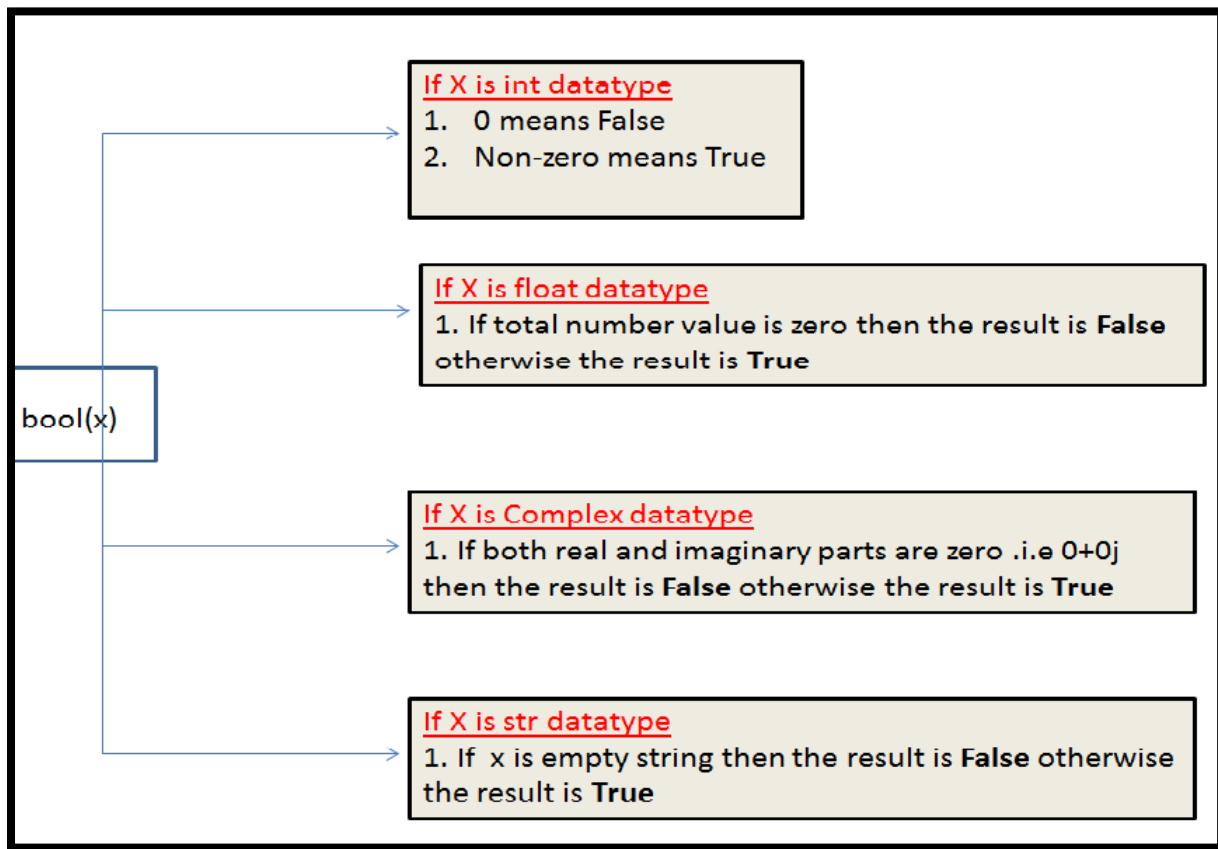 If X is int datatype
1. 0 means False
2. Non-zero means True
If X is float datatype
1. If total number value is zero then the result is False
otherwise the result is True
bool(x)
If X is Complex datatype
1. If both real and imaginary parts are zero .i.e 0+0j
then the result is False otherwise the result is True
If X is str datatype
1. If x is empty string then the result is False otherwise
the result is True